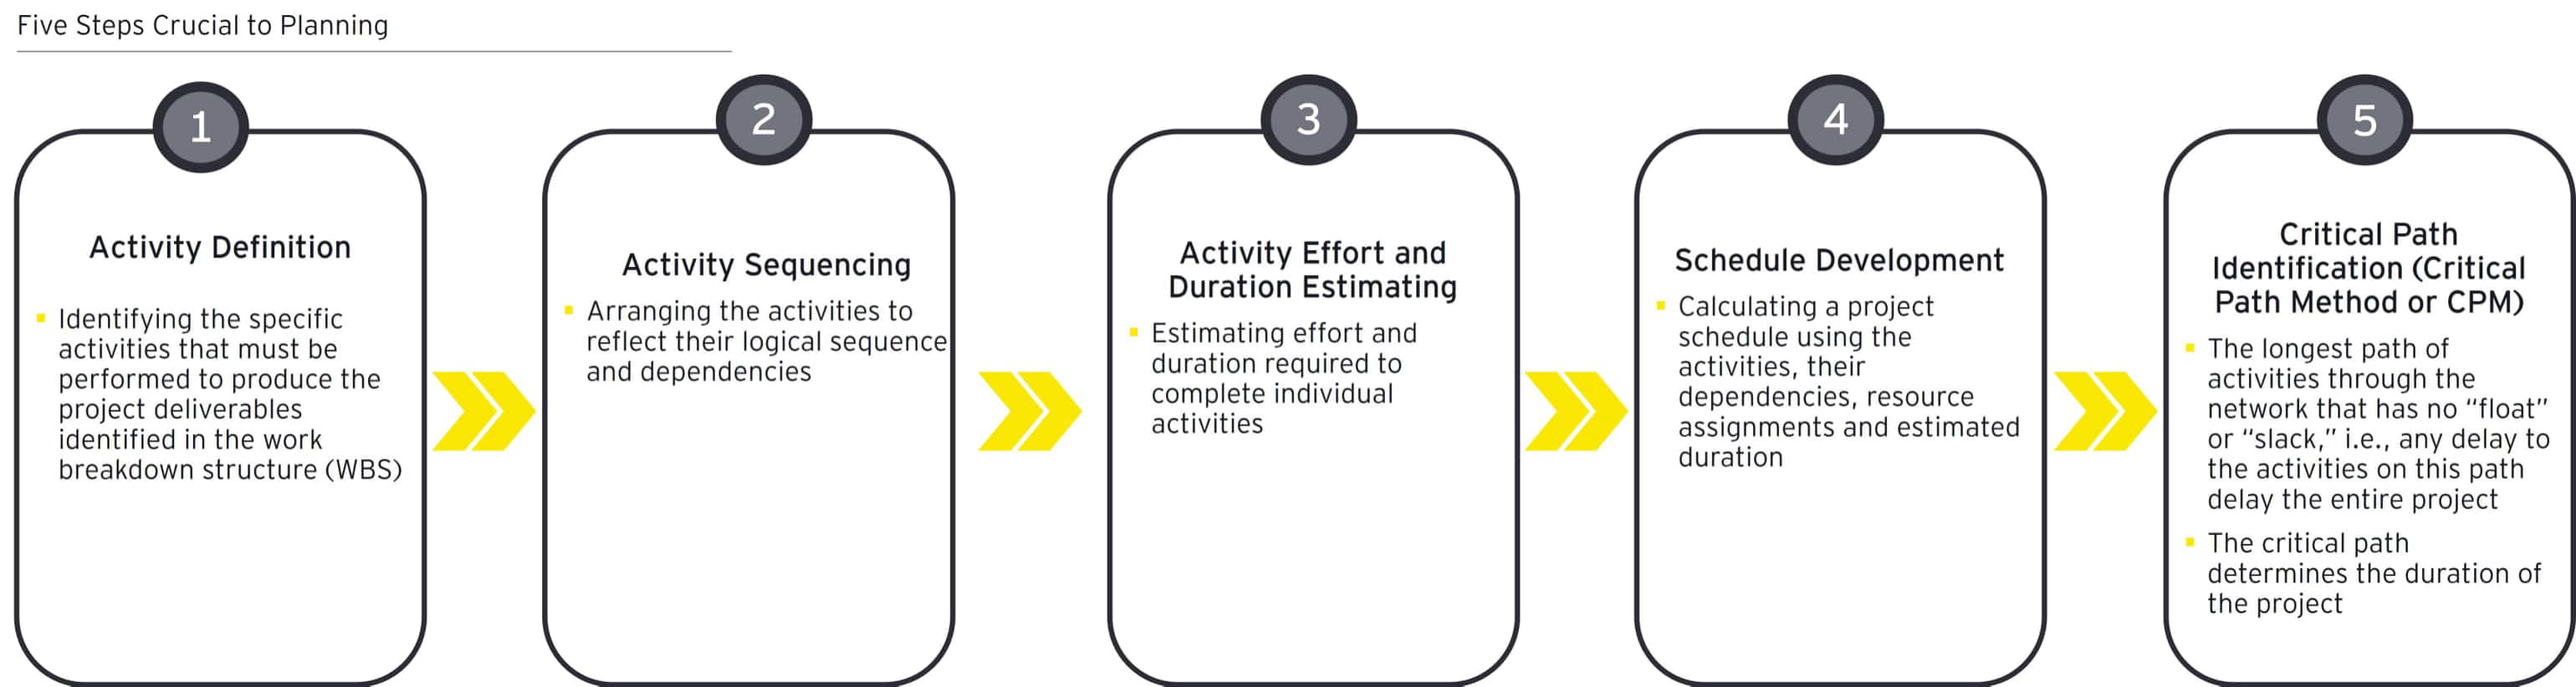 Five Steps Crucial to Planning
1
Activity Definition
Identifying the specific
activities that must be
performed to produce the
project deliverables
identified in the work
breakdown structure (WBS)
2
Activity Sequencing
Arranging the activities to
reflect their logical sequence
and dependencies
3
Activity Effort and
Duration Estimating
Estimating effort and
duration required to
complete individual
activities
4
Schedule Development
Calculating a project
schedule using the
activities, their
dependencies, resource
assignments and estimated
duration
5
Critical Path
Identification (Critical
Path Method or CPM)
The longest path of
activities through the
network that has no “float”
or “slack,” i.e., any delay to
the activities on this path
delay the entire project
The critical path
determines the duration of
the project